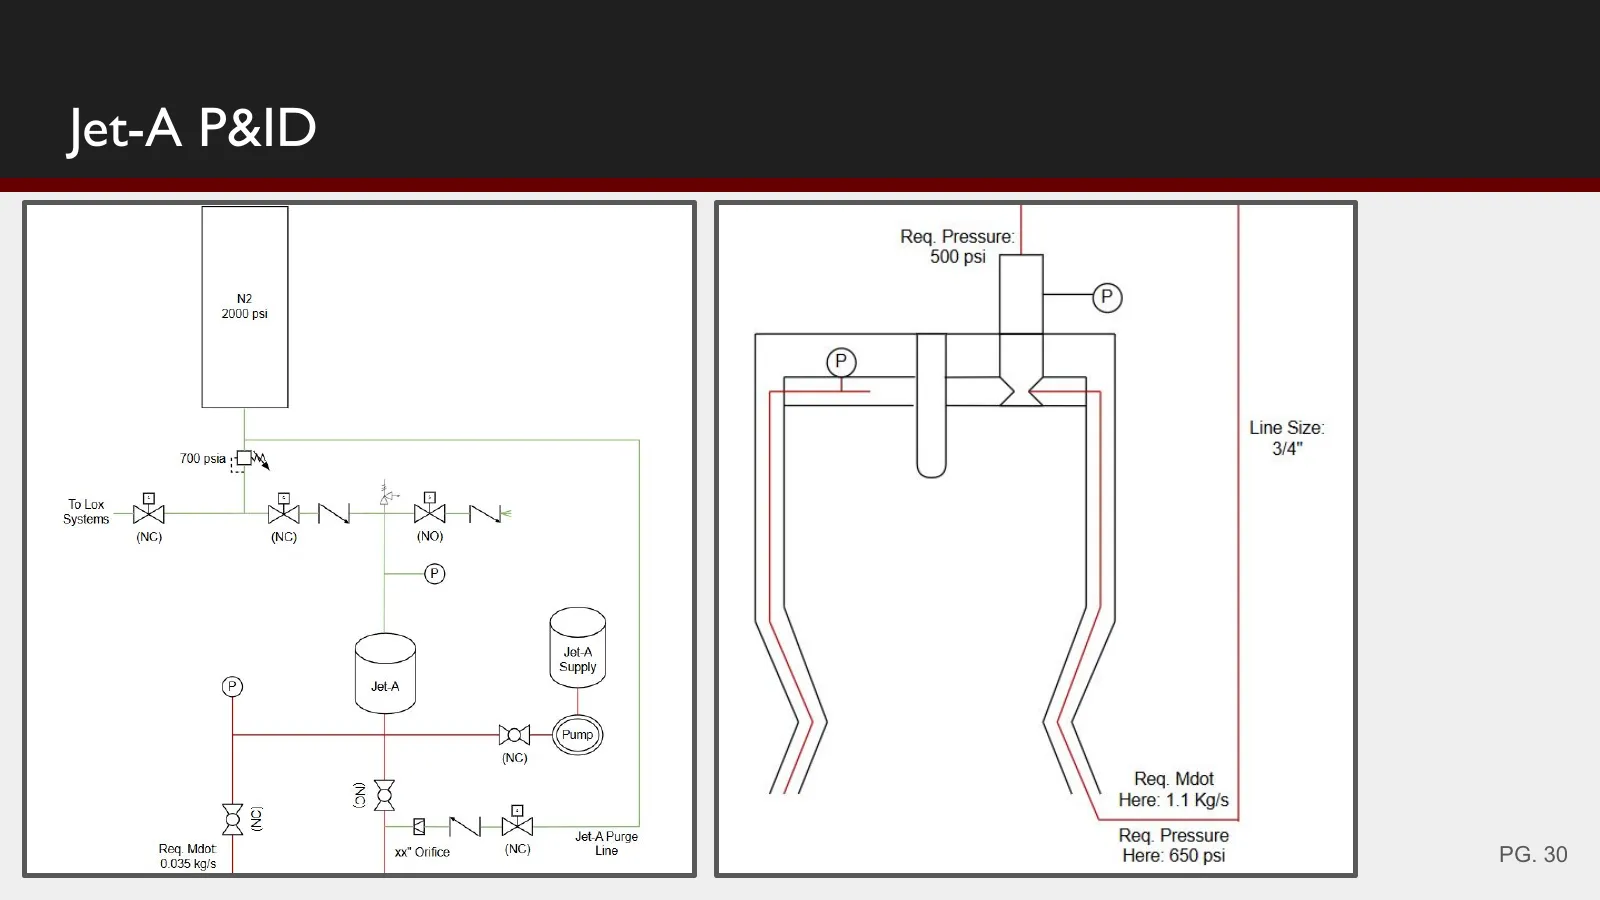 Jet-A P&ID
N2
2000 psi
700 psia
To Lox
Systems
(NC)
(NC)
(NO)
P
Jet-A
Supply
Jet-A
P
Pump
(NC)
(NC)
(NC)
Req. Mdot:
0.035 kg/s
xx" Orifice
(NC)
Jet-A Purge
Line
Req. Pressure:
500 psi
P
P
Line Size:
3/4"
Req. Mdot
Here: 1.1 Kg/s
Req. Pressure
Here: 650 psi
PG. 30